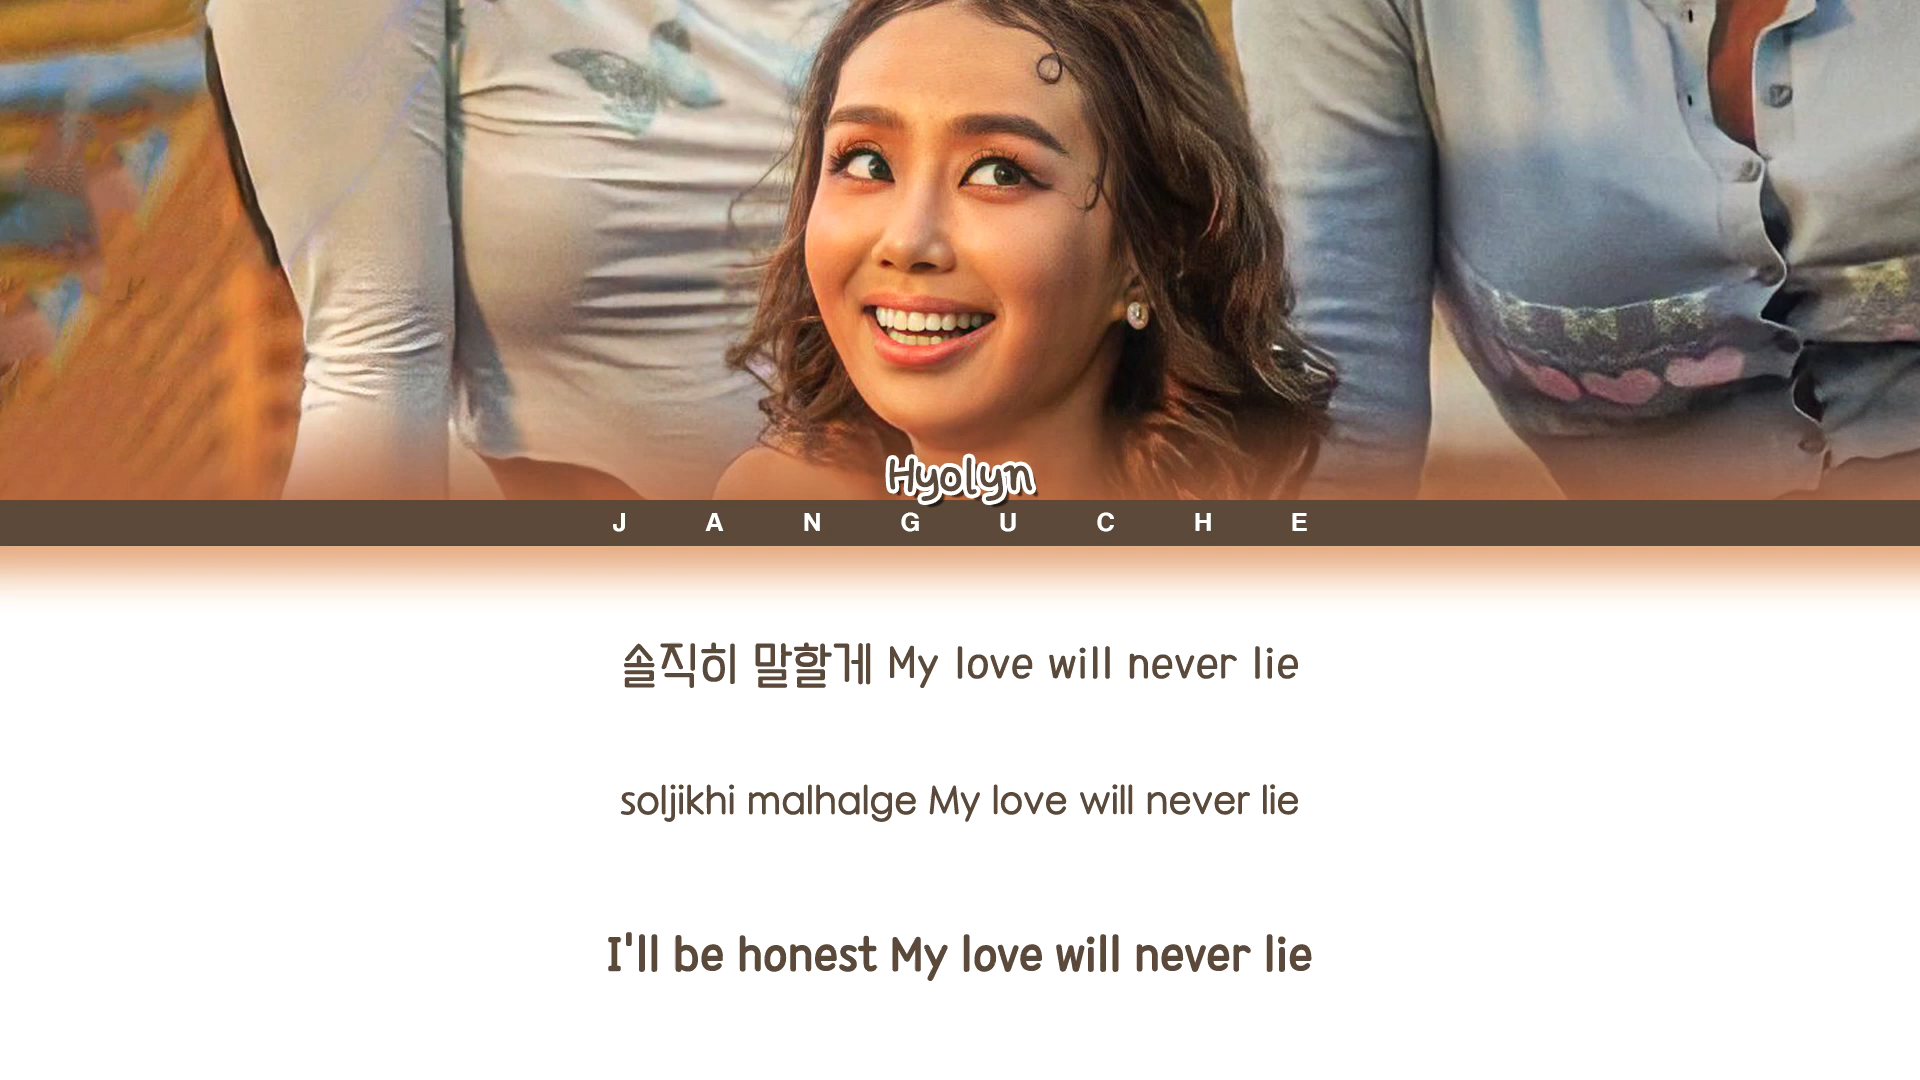 Hyolyn
JANGUCHE
솔직히 말할게 My love will never lie
soljikhi malhalge My love will never lie
I'll be honest My love will never lie